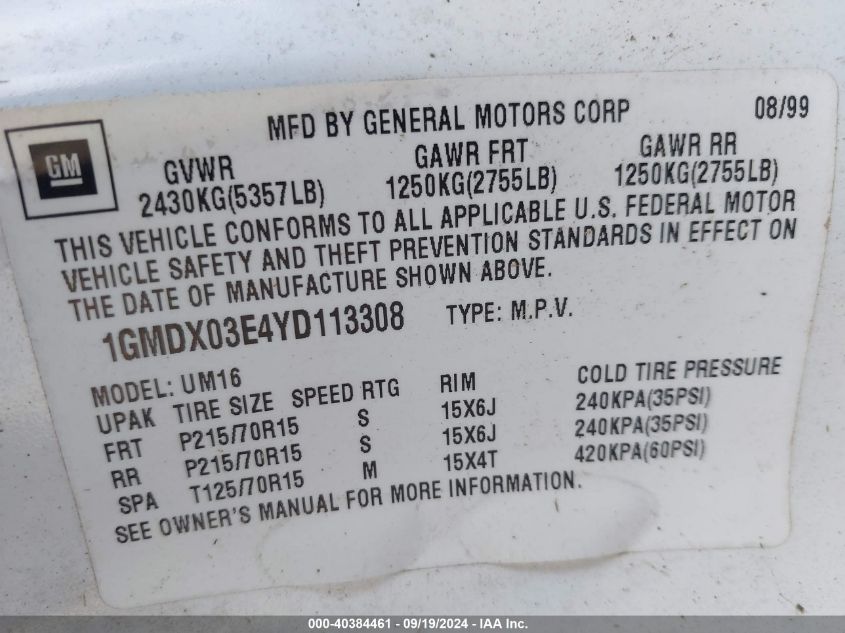 MFD BY GENERAL MOTORS CORP 08/99
GM
GVWR GAWR FRT GAWR RR
2430KG(5357LB) 1250KG(2755LB) 1250KG(2755LB)
THIS VEHICLE CONFORMS TO ALL APPLICABLE U.S. FEDERAL MOTOR
VEHICLE SAFETY AND THEFT PREVENTION STANDARDS IN EFFECT ON
THE DATE OF MANUFACTURE SHOWN ABOVE.
1GMDX03E4YD113308 TYPE: M.P.V.
MODEL: UM16
UPAK TIRE SIZE SPEED RTG RIM COLD TIRE PRESSURE
FRT P215/70R15 S 15X6J 240KPA(35PSI)
RR P215/70R15 S 15X6J 240KPA(35PSI)
SPA T125/70R15 M 15X4T 420KPA(60PSI)
SEE OWNER'S MANUAL FOR MORE INFORMATION.
000-40384461 - 09/19/2024 - IAA Inc.